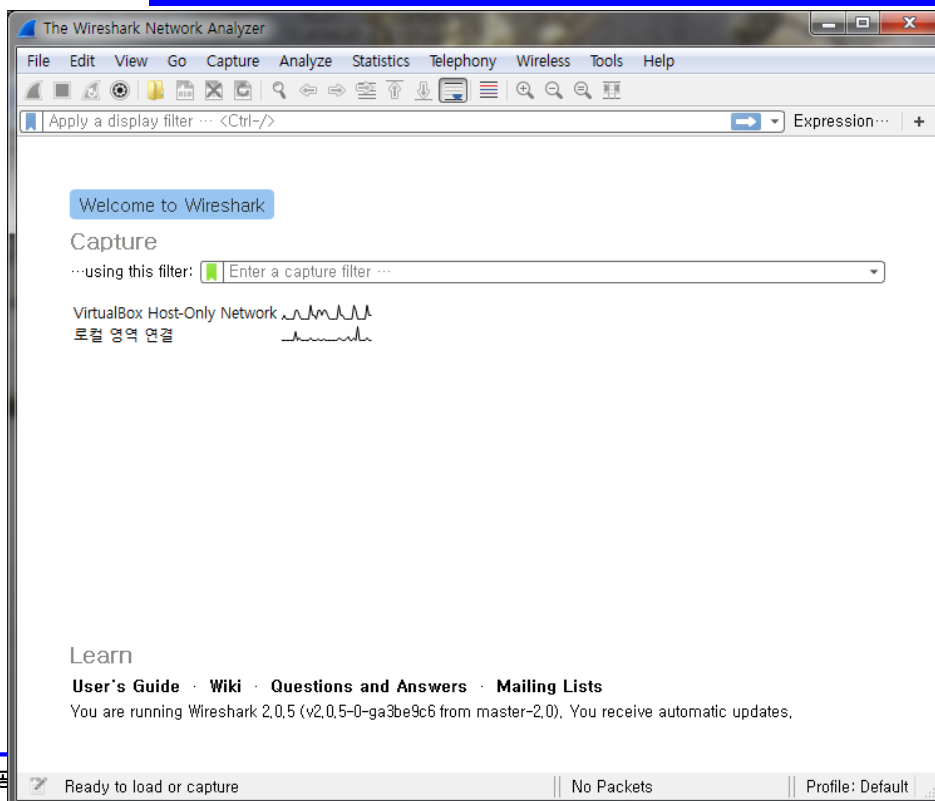 The Wireshark Network Analyzer
File Edit View Go Capture Analyze Statistics Telephony Wireless Tools Help
Apply a display filter ··· <Ctrl-/>
Expression··· +
Welcome to Wireshark
Capture
···using this filter: Enter a capture filter ···
VirtualBox Host-Only Network
로컬 영역 연결
Learn
User's Guide · Wiki · Questions and Answers · Mailing Lists
You are running Wireshark 2.0.5 (v2.0.5-0-ga3be9c6 from master-2.0). You receive automatic updates.
Ready to load or capture No Packets Profile: Default